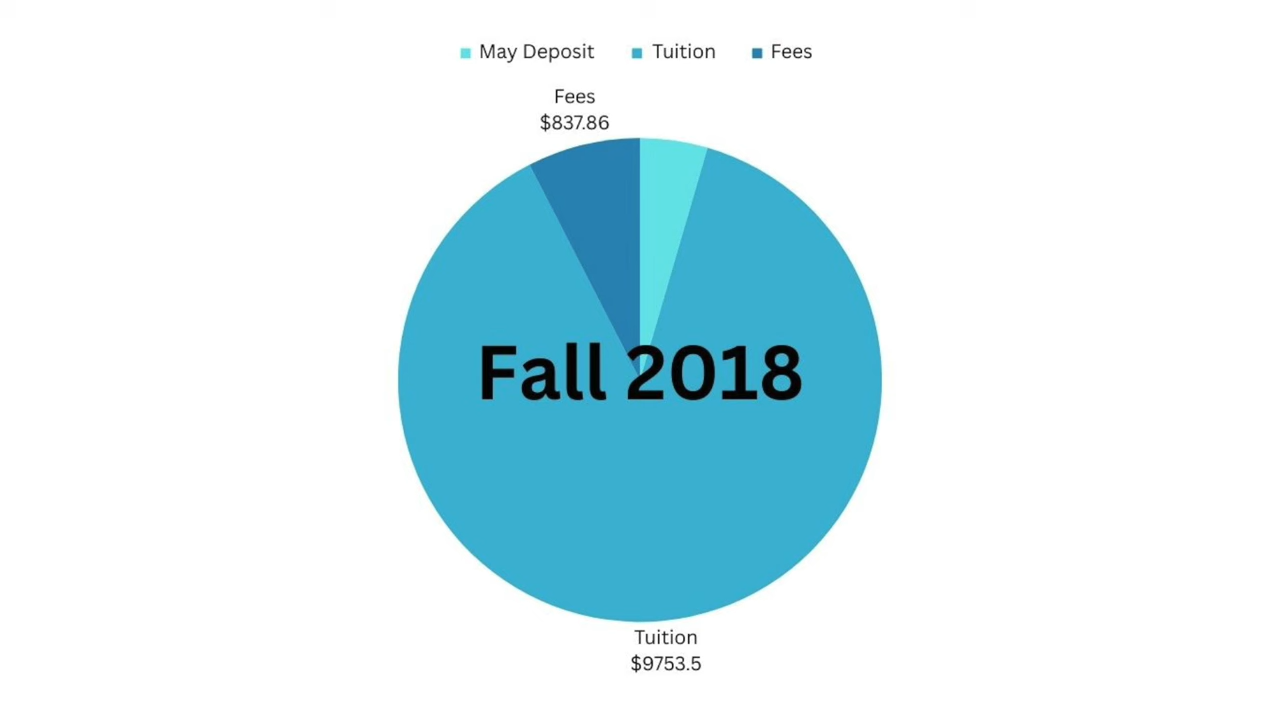 May Deposit Tuition Fees
Fees
$837.86
Fall 2018
Tuition
$9753.5